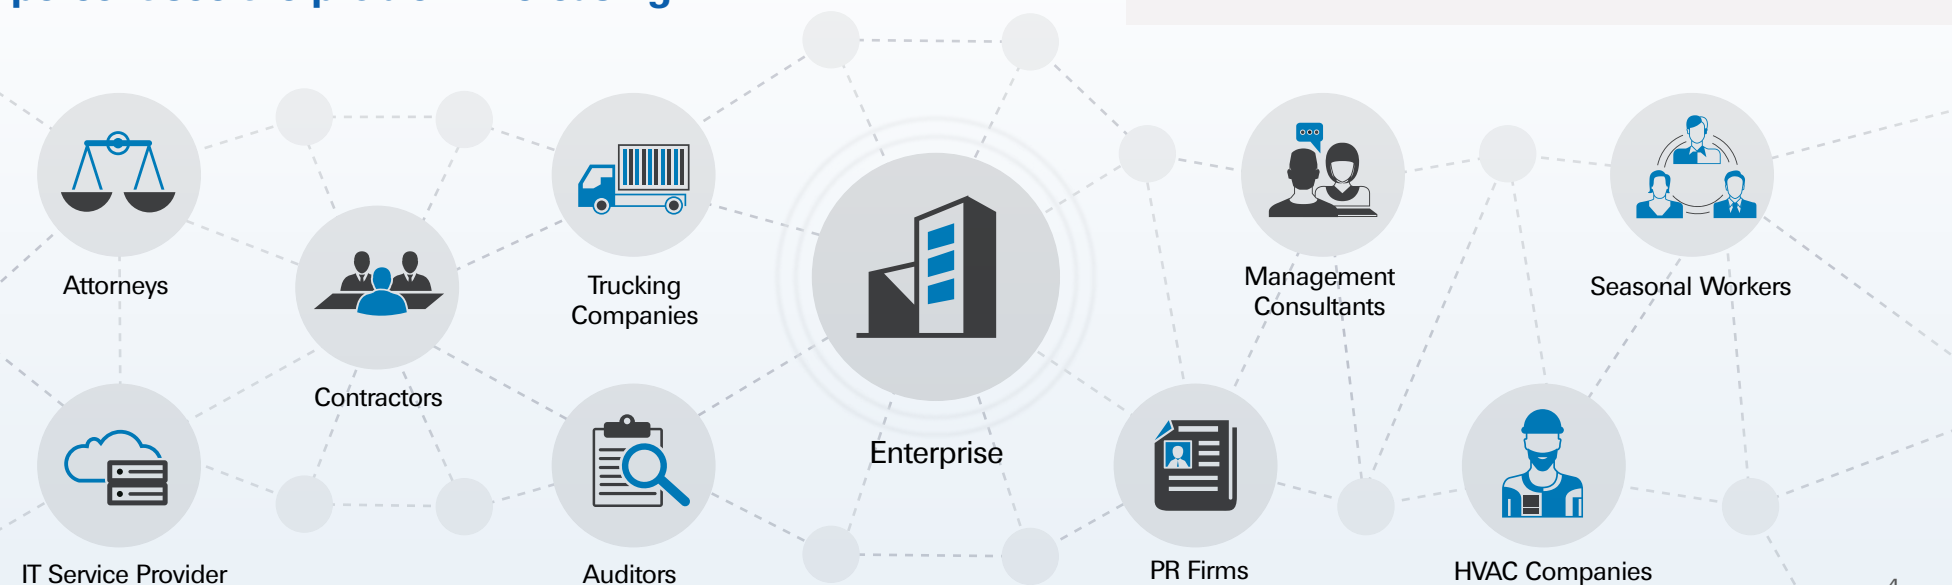 Attorneys
Trucking
Companies
Management
Consultants
Seasonal Workers
Contractors
Enterprise
IT Service Provider
Auditors
PR Firms
HVAC Companies